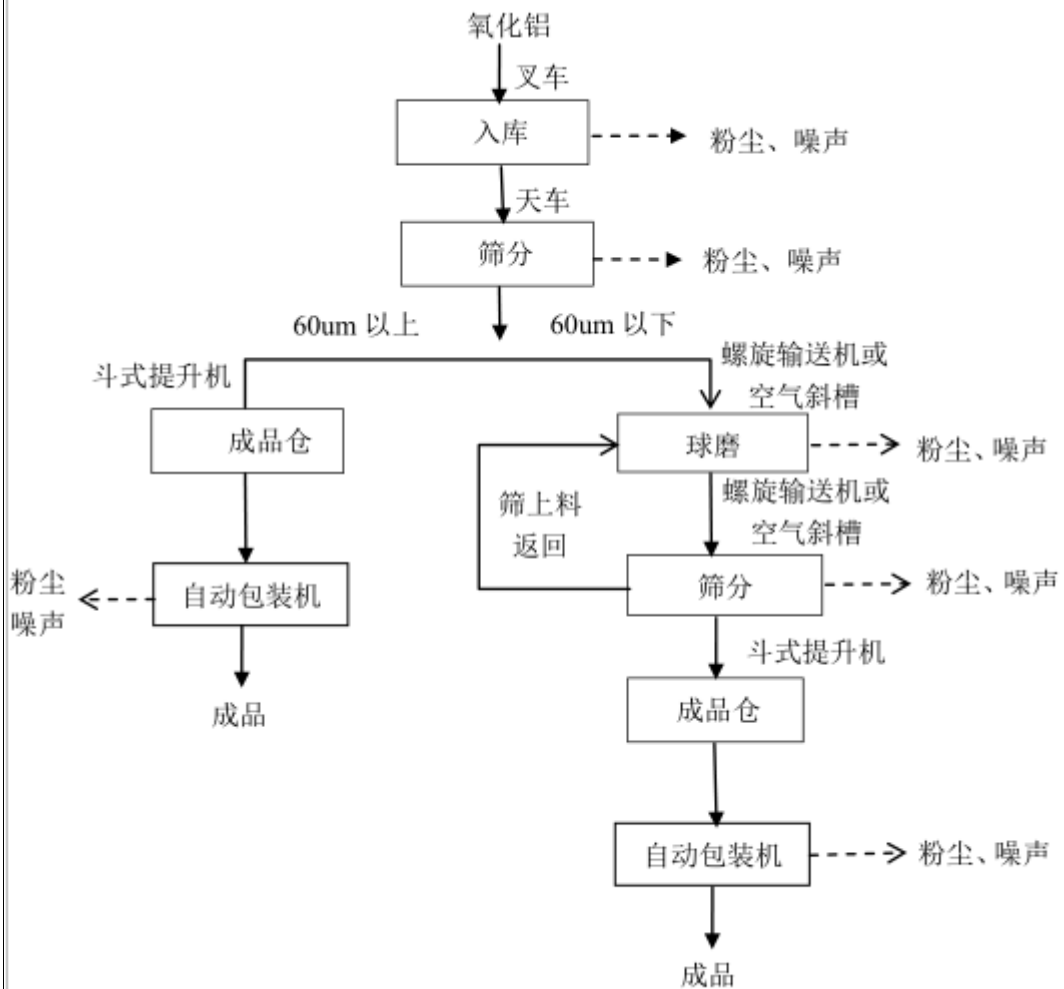 氧化铝
叉车
入库
粉尘、噪声
天车
筛分
粉尘、噪声
60um 以上
60um 以下
斗式提升机
螺旋输送机或
空气斜槽
成品仓
球磨
粉尘、噪声
筛上料
返回
螺旋输送机或
空气斜槽
粉尘
噪声
自动包装机
筛分
粉尘、噪声
斗式提升机
成品
成品仓
自动包装机
粉尘、噪声
成品